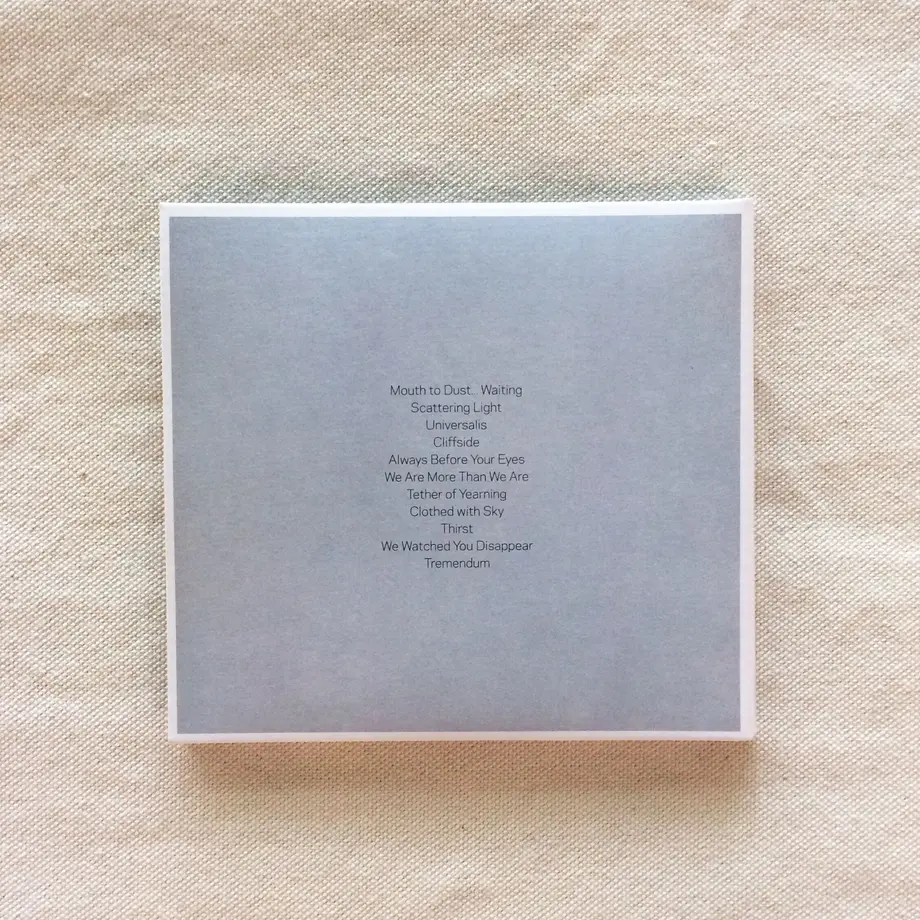 Mouth to Dust... Waiting
Scattering Light
Universalis
Cliffside
Always Before Your Eyes
We Are More Than We Are
Tether of Yearning
Clothed with Sky
Thirst
We Watched You Disappear
Tremendum